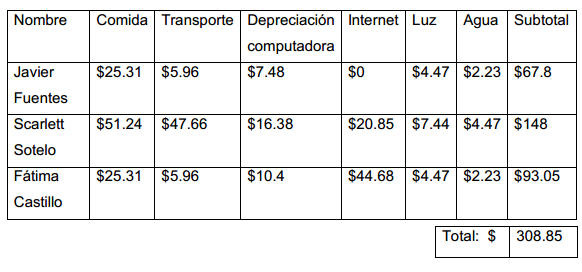 Nombre Comida Transporte Depreciación computadora Internet Luz Agua Subtotal
Javier Fuentes $25.31 $5.96 $7.48 $0 $4.47 $2.23 $67.8
Scarlett Sotelo $51.24 $47.66 $16.38 $20.85 $7.44 $4.47 $148
Fátima Castillo $25.31 $5.96 $10.4 $44.68 $4.47 $2.23 $93.05
Total: $ 308.85